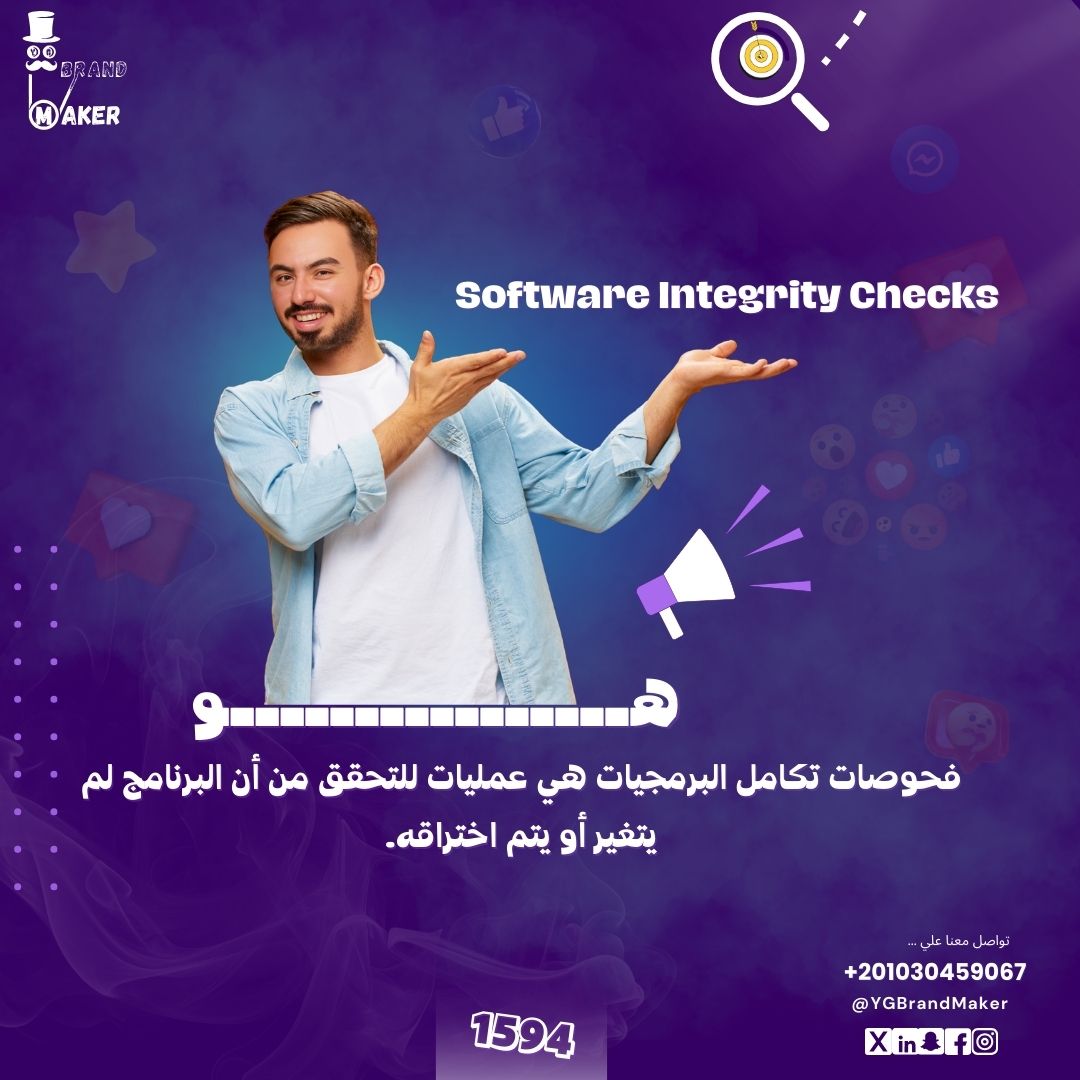 BRAND
MAKER
Software Integrity Checks
هـــــــــــــــــو
فحوصات تكامل البرمجيات هي عمليات للتحقق من أن البرنامج لم
يتغير أو يتم اختراقه.
تواصل معنا علي ...
+201030459067
@YGBrandMaker
1594